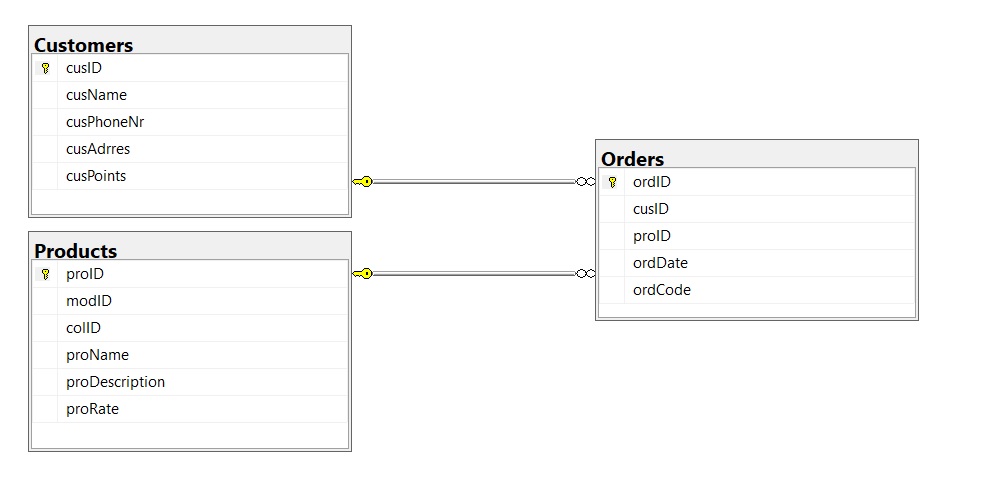 Customers
cusID
cusName
cusPhoneNr
cusAdrres
cusPoints
Products
proID
modID
colID
proName
proDescription
proRate
Orders
ordID
cusID
proID
ordDate
ordCode